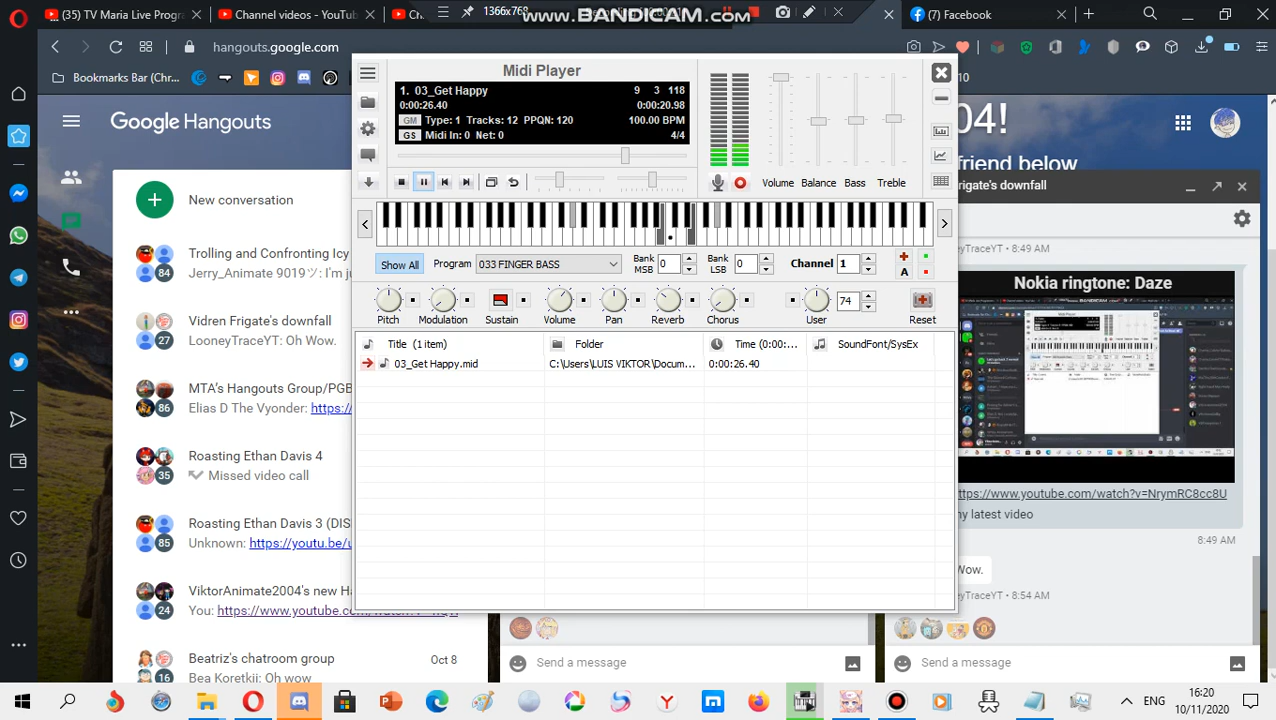 (35) TV Maria Live Progra
sad videos - YouTub
(7) Facebook
1366x768
www.BANDICAM.com
hangouts.google.com
Bookmarks Bar (Chr...
Google Hangouts
New conversation
Trolling and Confronting Icy
84
Jerry_Animate 9019ツ: I'm ju
Vidren Frigate's downfall
27
LooneyTraceYT: Oh Wow.
MTA's Hangouts
/PGB
86
Elias D The Vyonder: https://
Roasting Ethan Davis 4
35
Missed video call
Roasting Ethan Davis 3 (DIS
85
Unknown: https://youtu.be/u
ViktorAnimate2004's new H
24
You: https://www.youtube.com/watch?v=
Beatriz's chatroom group
Oct 8
16
Bea Koretkii: Oh wow
Midi Player
1. 03_Get Happy
9 3 118
0:00:26.40
0:00:20.98
GM Type: 1 Tracks: 12 PPQN: 120
100.00 BPM
GS Midi In: 0 Net: 0
4/4
Volume Balance Bass Treble
Show All
Program
033 FINGER BASS
Bank MSB
0
Bank LSB
0
Channel
1
A
Pitch
Sust.
Volume
Pan
Reverb
Chorus
User
74
Reset
Title (1 item)
Folder
Time (0:00:...
SoundFont/SysEx
03_Get Happy.mid
C:\Users\LUIS VIKTOR\Docum...
0:00:26.40
04!
friend below
rigate's downfall
eyTraceYT • 8:49 AM
Nokia ringtone: Daze
https://www.youtube.com/watch?v=NrymRC8cc8U
my latest video
8:49 AM
Wow.
eyTraceYT • 8:54 AM
Send a message
Send a message
ENG
16:20
10/11/2020